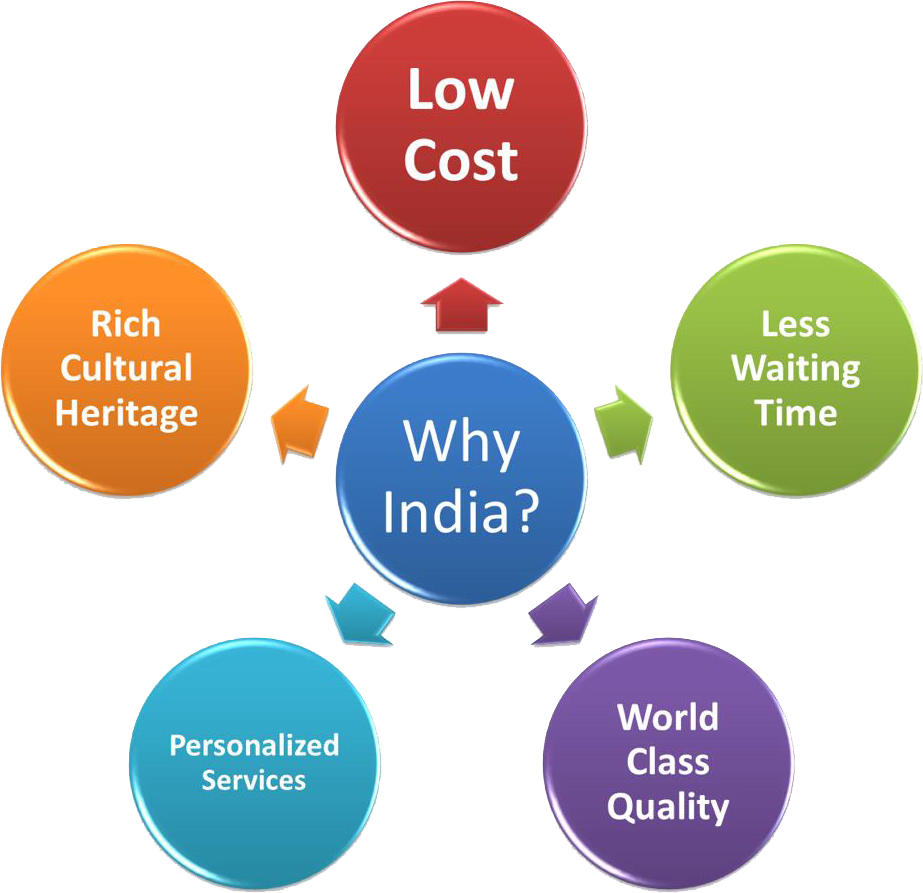 Low
Cost
Rich
Cultural
Heritage
Less
Waiting
Time
Why
India?
Personalized
Services
World
Class
Quality